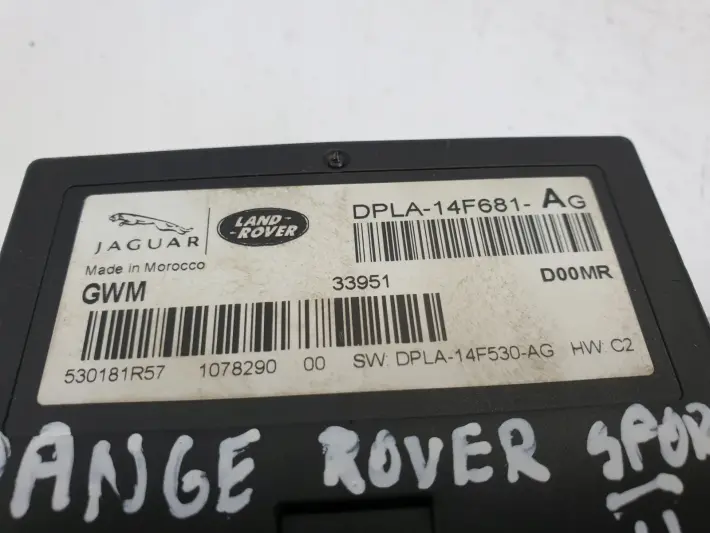 DPLA-14F681-AG
LAND-
-ROVER
JAGUAR
Made in Morocco
GWM
33951
D00MR
530181R57 1078290 00 SW: DPLA-14F530-AG HW: C2
RANGE ROVER SPOR